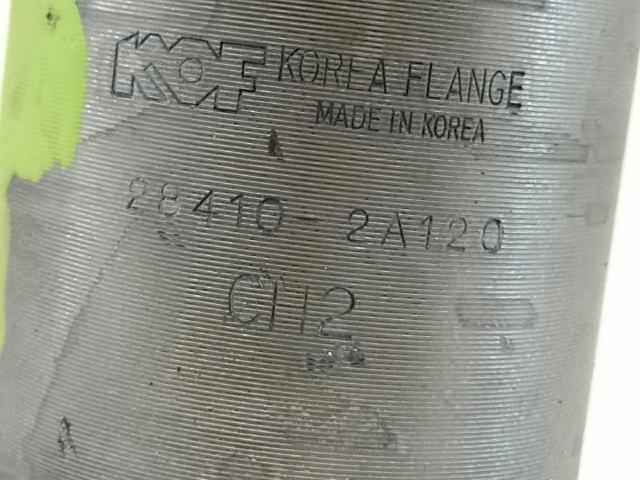 KOF KOREA FLANGE
MADE IN KOREA
28410-2A120
CH2